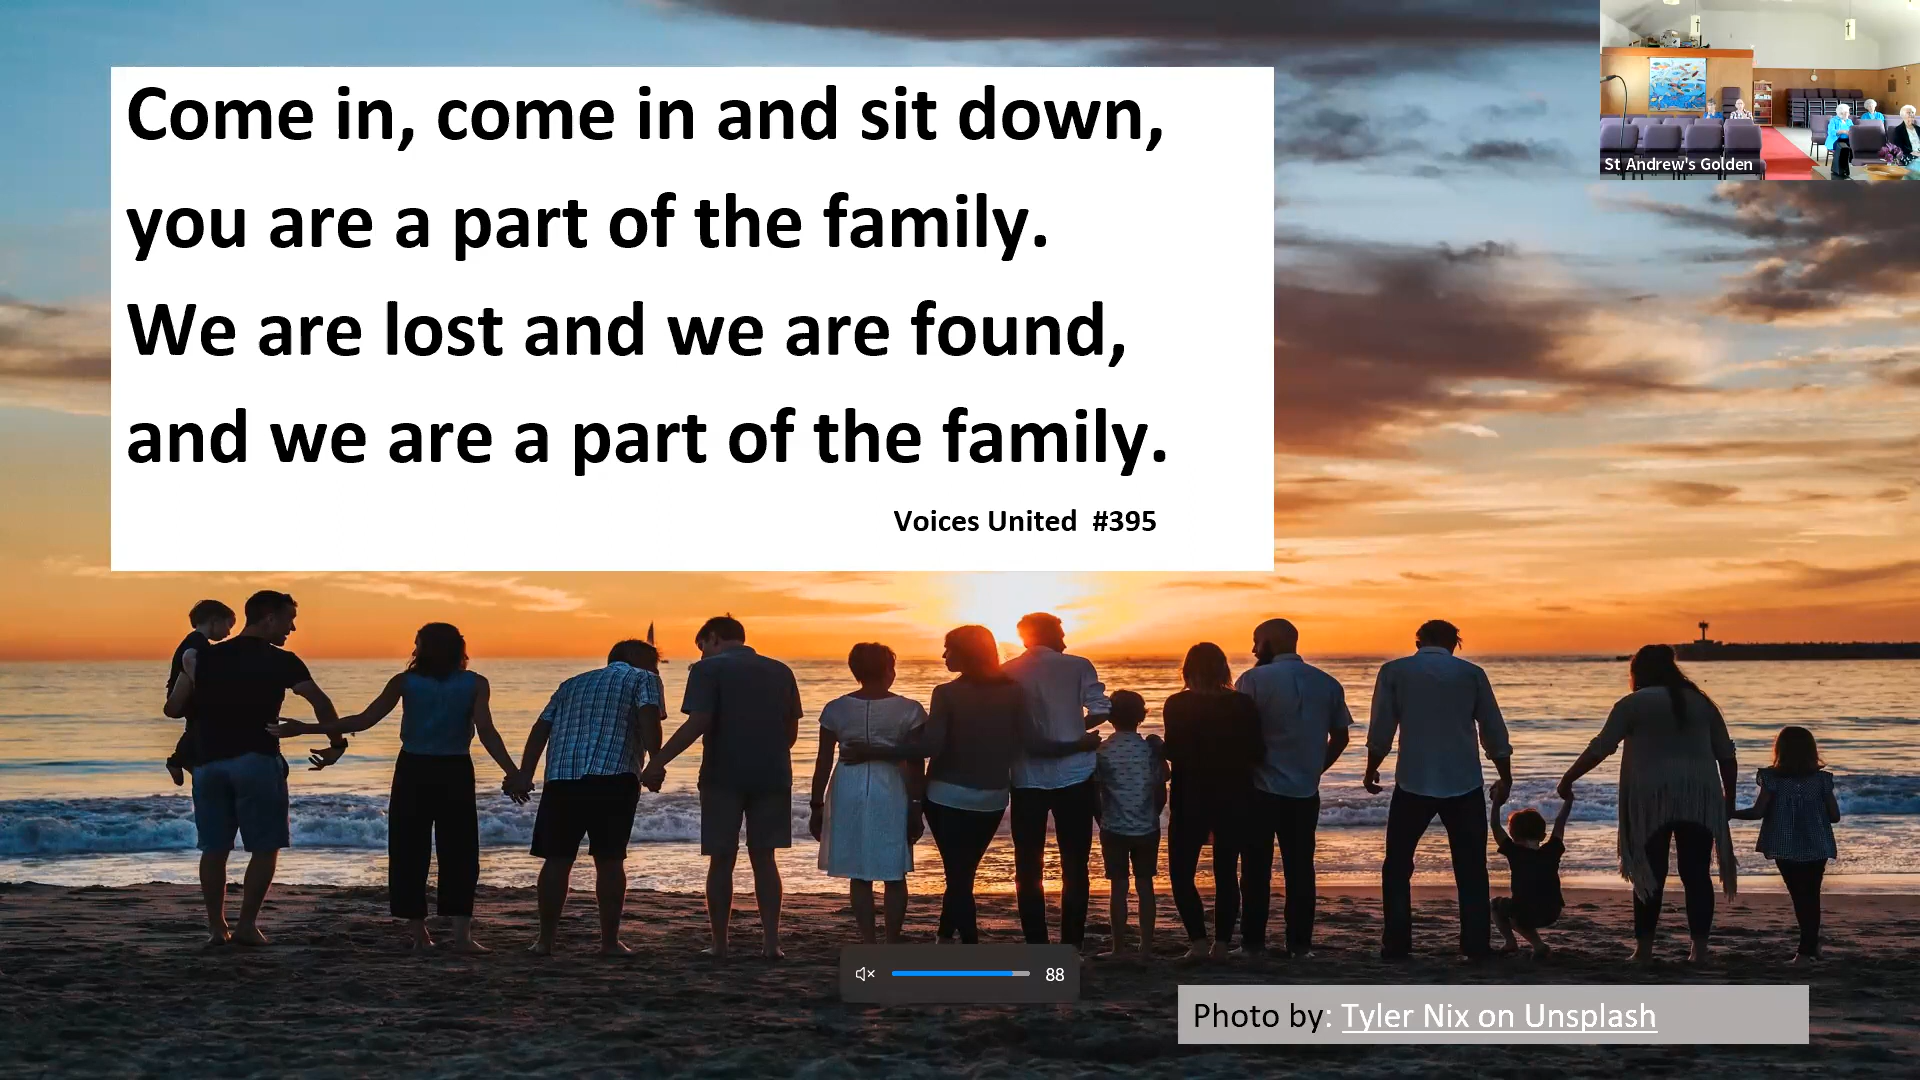 Come in, come in and sit down,
you are a part of the family.
We are lost and we are found,
and we are a part of the family.
Voices United #395
St Andrew's Golden
88
Photo by: Tyler Nix on Unsplash